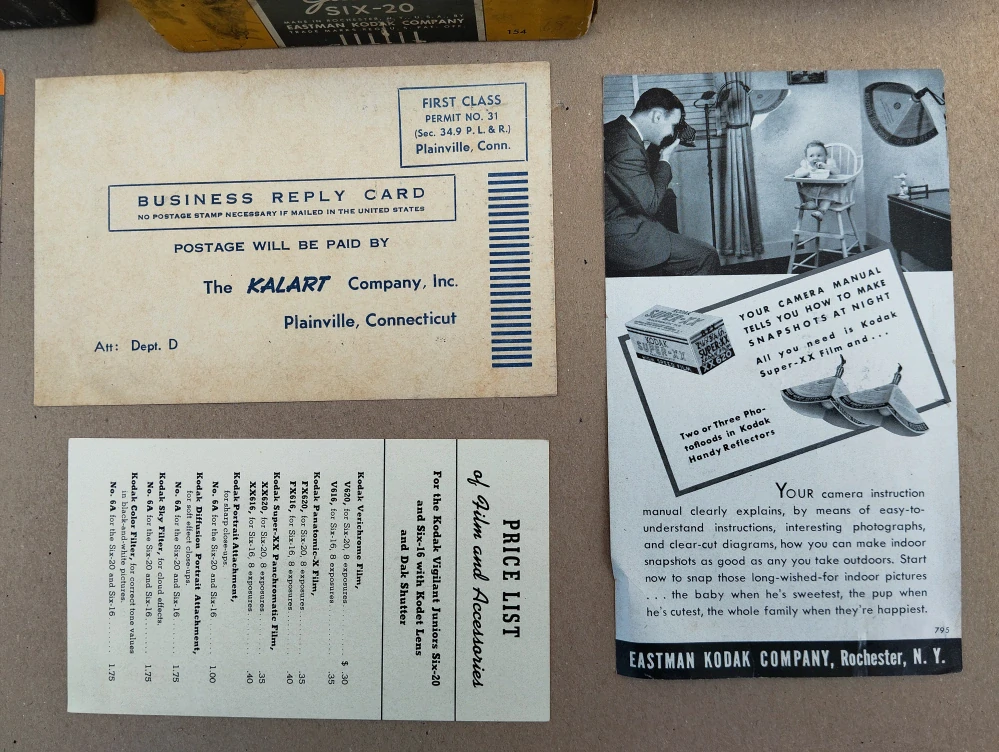 SIX-20
MADE IN ROCHESTER, N.Y., U.S.A. BY
EASTMAN KODAK COMPANY
154
FIRST CLASS
PERMIT NO. 31
(Sec. 34.9 P. L. & R.)
Plainville, Conn.
BUSINESS REPLY CARD
NO POSTAGE STAMP NECESSARY IF MAILED IN THE UNITED STATES
POSTAGE WILL BE PAID BY
The KALART Company, Inc.
Plainville, Connecticut
Att: Dept. D
YOUR CAMERA MANUAL
TELLS YOU HOW TO MAKE
SNAPSHOTS AT NIGHT
All you need is Kodak
Super-XX Film and...
KODAK
SUPER-XX
SUPER-XX
XX620
Two or Three Pho-
tofloods in Kodak
Handy Reflectors
YOUR camera instruction
manual clearly explains, by means of easy-to-
understand instructions, interesting photographs,
and clear-cut diagrams, how you can make indoor
snapshots as good as any you take outdoors. Start
now to snap those long-wished-for indoor pictures
. . . the baby when he's sweetest, the pup when
he's cutest, the whole family when they're happiest.
795
EASTMAN KODAK COMPANY, Rochester, N. Y.
PRICE LIST
of Film and Accessories
For the Kodak Vigilant Juniors Six-20
and Six-16 with Kodet Lens
and Dak Shutter
Kodak Verichrome Film,
V620, for Six-20, 8 exposures . . . $ .30
V616, for Six-16, 8 exposures . . . .35
Kodak Panatomic-X Film,
FX620, for Six-20, 8 exposures . . . .35
FX616, for Six-16, 8 exposures . . . .40
Kodak Super-XX Panchromatic Film,
XX620, for Six-20, 8 exposures . . . .35
XX616, for Six-16, 8 exposures . . . .40
Kodak Portrait Attachment,
for sharp close-ups.
No. 6A for the Six-20 and Six-16 . . . 1.00
Kodak Diffusion Portrait Attachment,
for soft effect close-ups.
No. 6A for the Six-20 and Six-16 . . . 1.75
Kodak Sky Filter, for cloud effects.
No. 6A for the Six-20 and Six-16 . . . 1.75
Kodak Color Filter, for correct tone values
in black-and-white pictures.
No. 6A for the Six-20 and Six-16 . . . 1.75